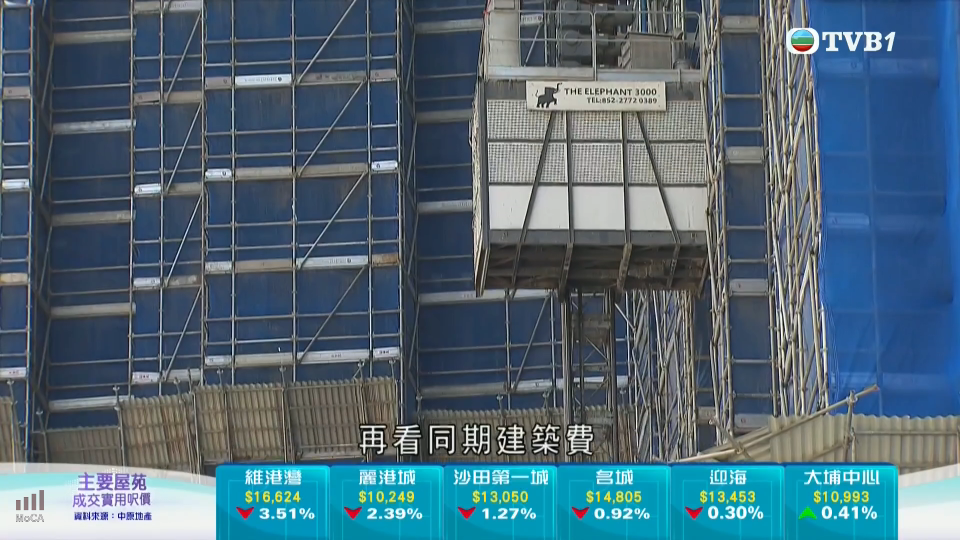 TVB1
THE ELEPHANT 3000
TEL:852-2772 0389
再看同期建築費
主要屋苑
成交實用呎價
資料來源：中原地產
MoCA
維港灣
$16,624
3.51%
麗港城
$10,249
2.39%
沙田第一城
$13,050
1.27%
名城
$14,805
0.92%
迎海
$13,453
0.30%
大埔中心
$10,993
0.41%